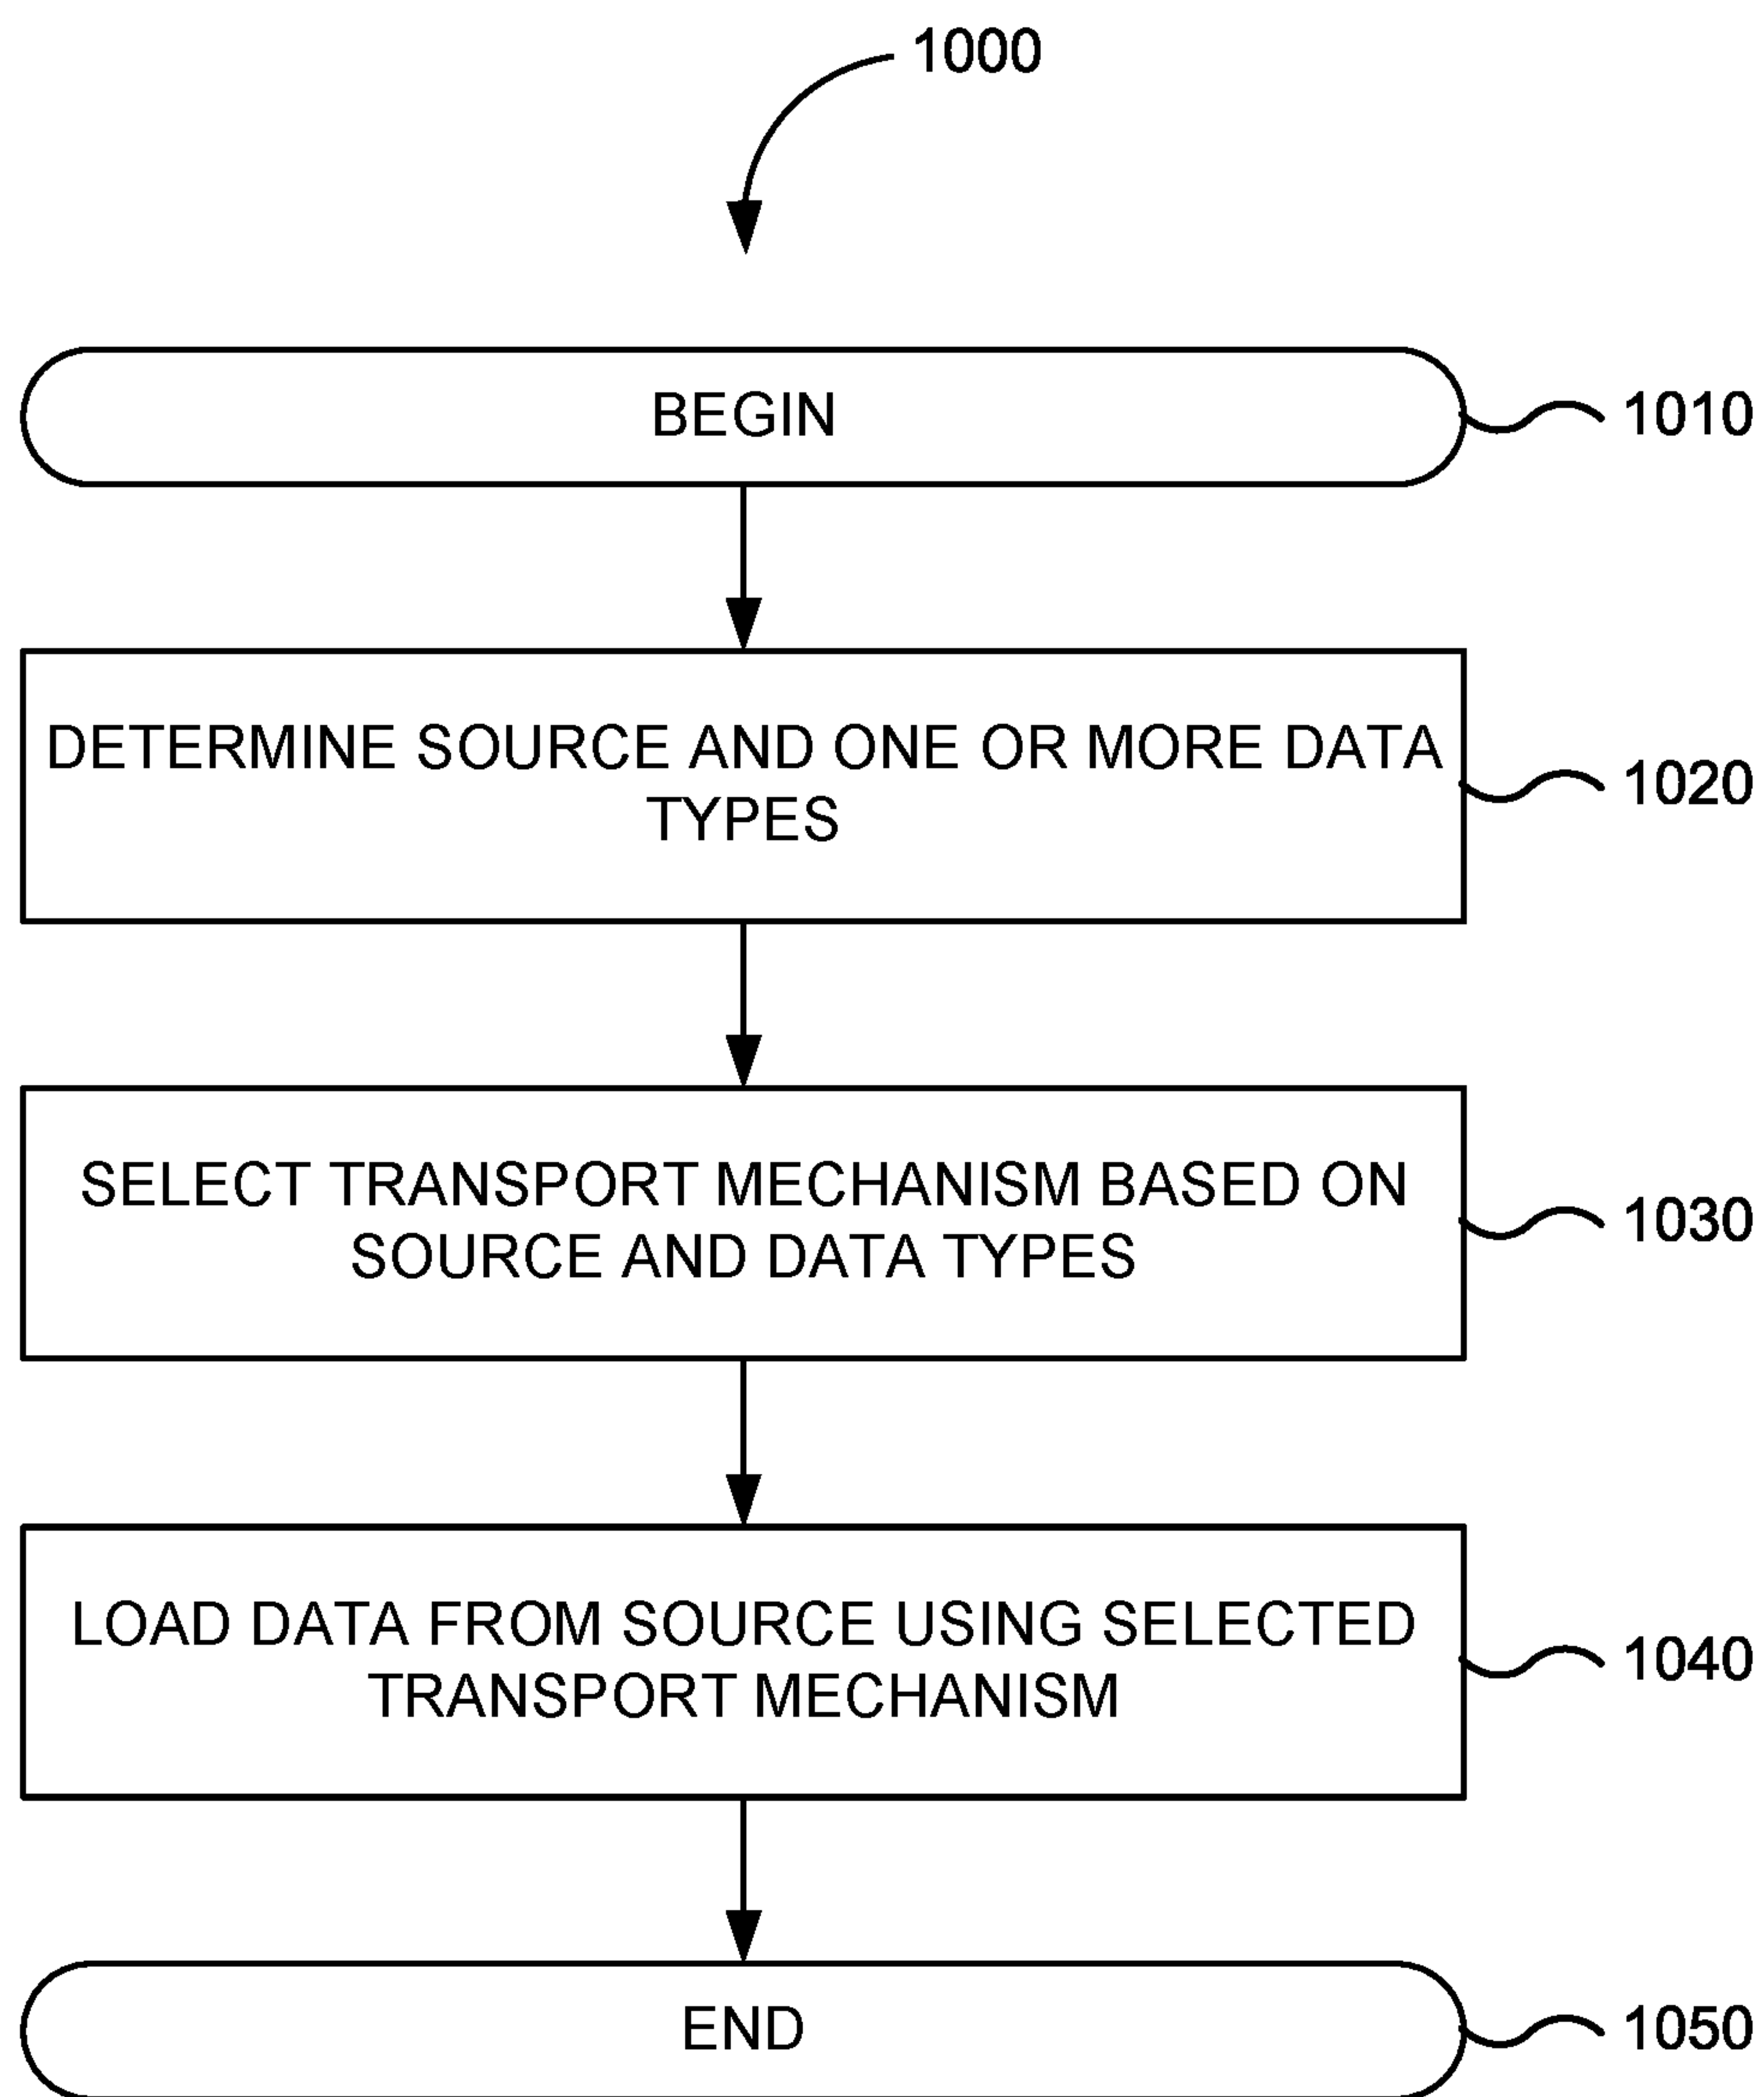 1000
BEGIN
1010
DETERMINE SOURCE AND ONE OR MORE DATA
TYPES
1020
SELECT TRANSPORT MECHANISM BASED ON
SOURCE AND DATA TYPES
1030
LOAD DATA FROM SOURCE USING SELECTED
TRANSPORT MECHANISM
1040
END
1050